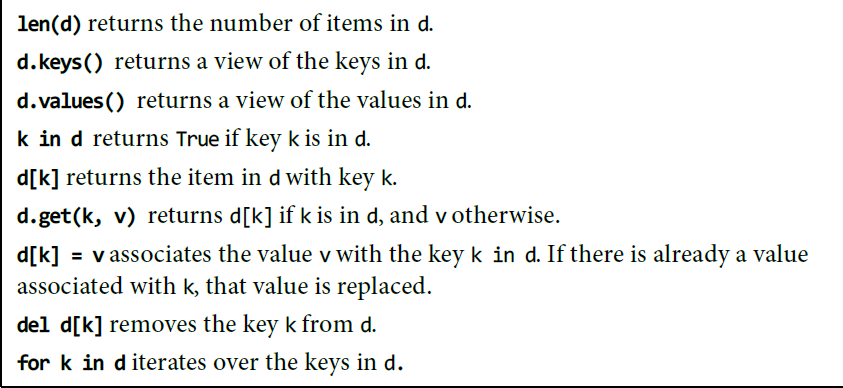 len(d) returns the number of items in d.
d.keys() returns a view of the keys in d.
d.values() returns a view of the values in d.
k in d returns True if key k is in d.
d[k] returns the item in d with key k.
d.get(k, v) returns d[k] if k is in d, and v otherwise.
d[k] = v associates the value v with the key k in d. If there is already a value
associated with k, that value is replaced.
del d[k] removes the key k from d.
for k in d iterates over the keys in d.